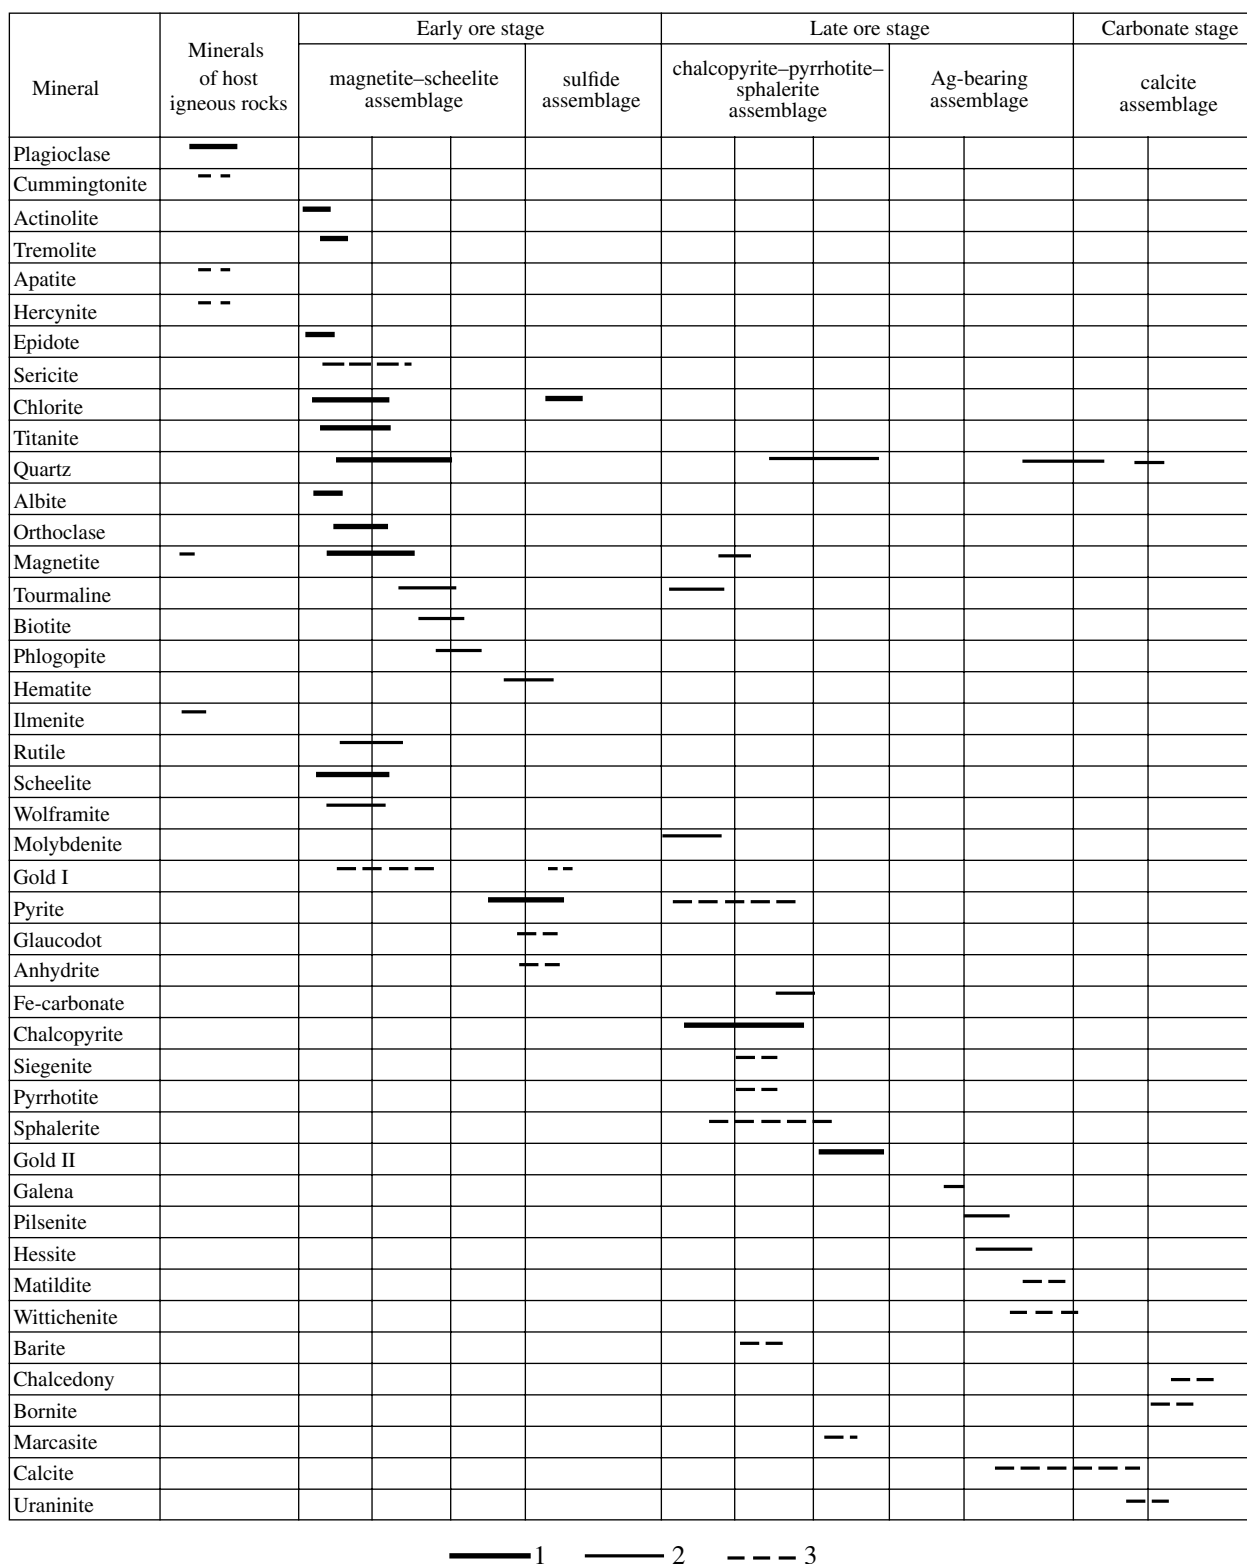 Mineral
Minerals
of host
igneous rocks
Early ore stage
Late ore stage
Carbonate stage
magnetite–scheelite
assemblage
sulfide
assemblage
chalcopyrite–pyrrhotite–
sphalerite
assemblage
Ag-bearing
assemblage
calcite
assemblage
Plagioclase
Cummingtonite
Actinolite
Tremolite
Apatite
Hercynite
Epidote
Sericite
Chlorite
Titanite
Quartz
Albite
Orthoclase
Magnetite
Tourmaline
Biotite
Phlogopite
Hematite
Ilmenite
Rutile
Scheelite
Wolframite
Molybdenite
Gold I
Pyrite
Glaucodot
Anhydrite
Fe-carbonate
Chalcopyrite
Siegenite
Pyrrhotite
Sphalerite
Gold II
Galena
Pilsenite
Hessite
Matildite
Wittichenite
Barite
Chalcedony
Bornite
Marcasite
Calcite
Uraninite
1 2 3